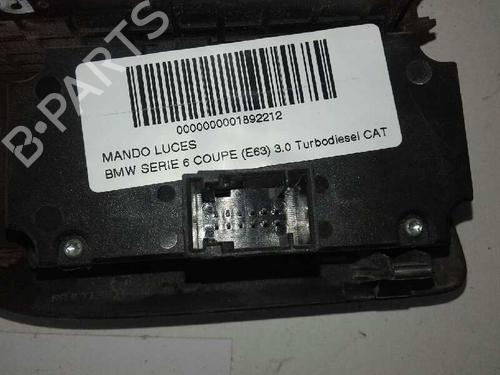 B-PARTS
0000000001892212
MANDO LUCES
BMW SERIE 6 COUPE (E63) 3.0 Turbodiesel CAT